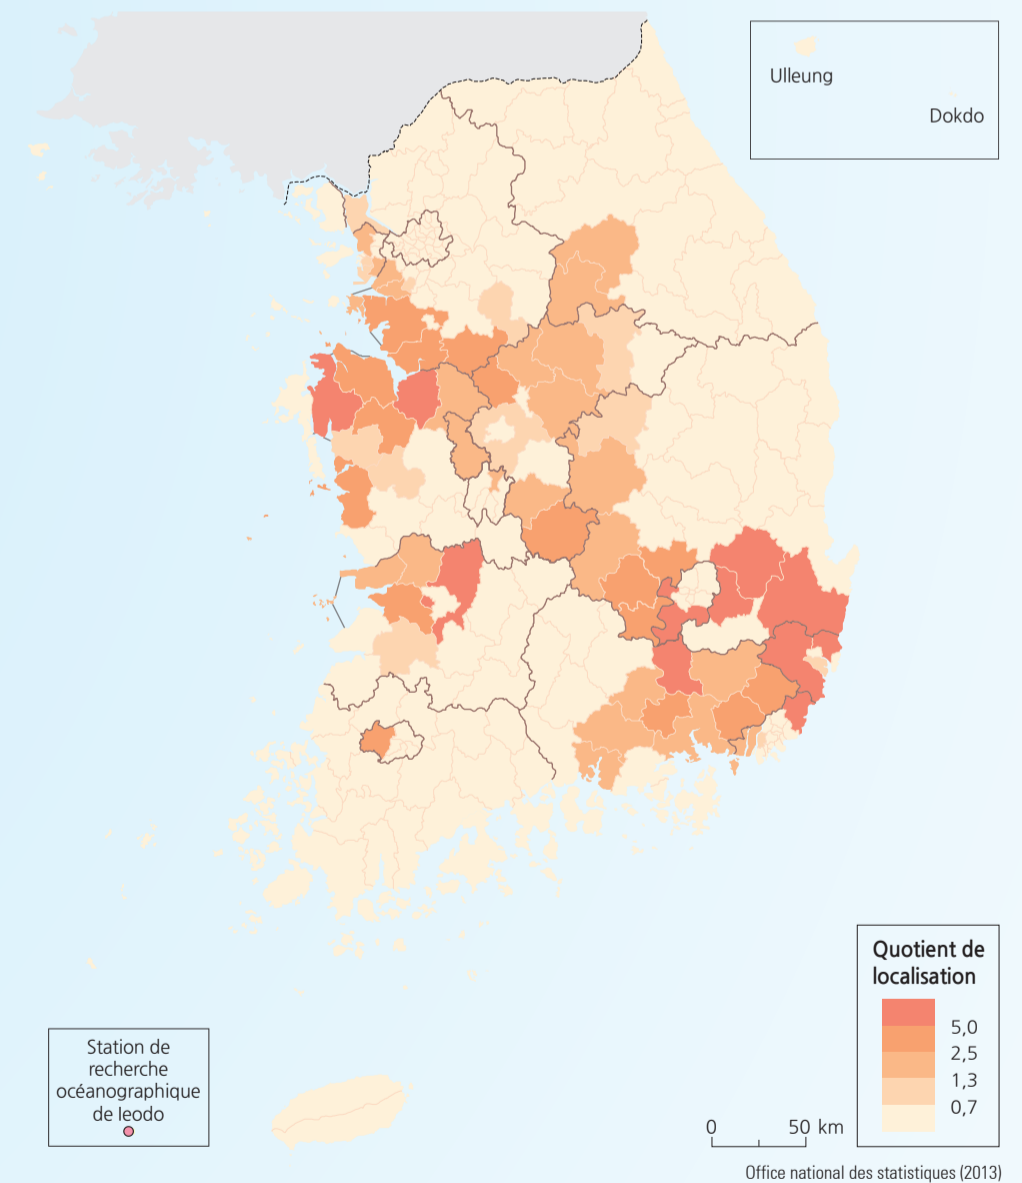 Ulleung
Dokdo
Quotient de
localisation
5,0
2,5
1,3
0,7
Station de
recherche
océanographique
de Ieodo
0 50 km
Office national des statistiques (2013)